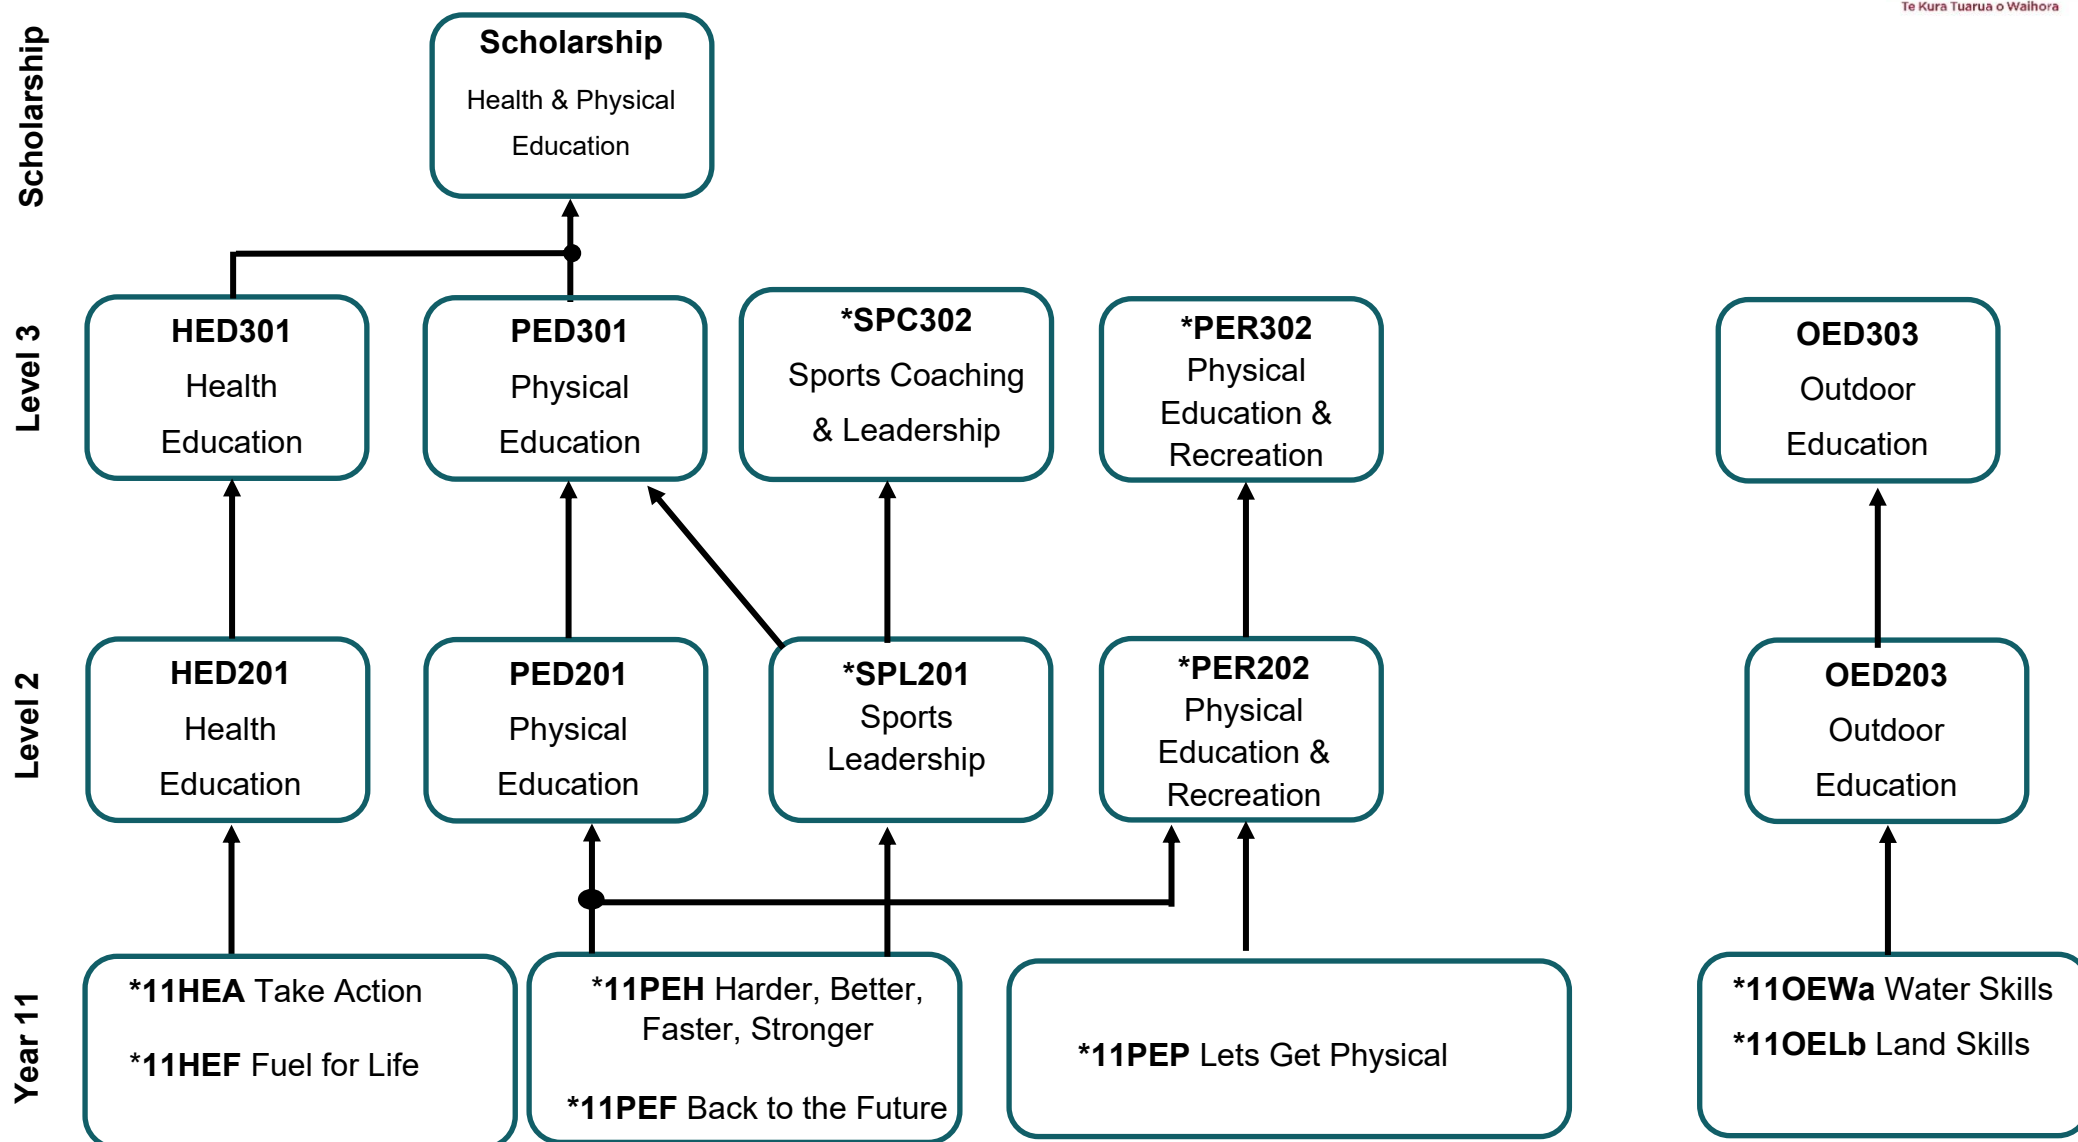 Te Kura Tuarua o Waihora
Scholarship
Scholarship
Health & Physical
Education
Level 3
HED301
Health
Education
PED301
Physical
Education
*SPC302
Sports Coaching
& Leadership
*PER302
Physical
Education &
Recreation
OED303
Outdoor
Education
Level 2
HED201
Health
Education
PED201
Physical
Education
*SPL201
Sports
Leadership
*PER202
Physical
Education &
Recreation
OED203
Outdoor
Education
Year 11
*11HEA Take Action
*11HEF Fuel for Life
*11PEH Harder, Better,
Faster, Stronger
*11PEF Back to the Future
*11PEP Lets Get Physical
*11OEWa Water Skills
*11OELb Land Skills